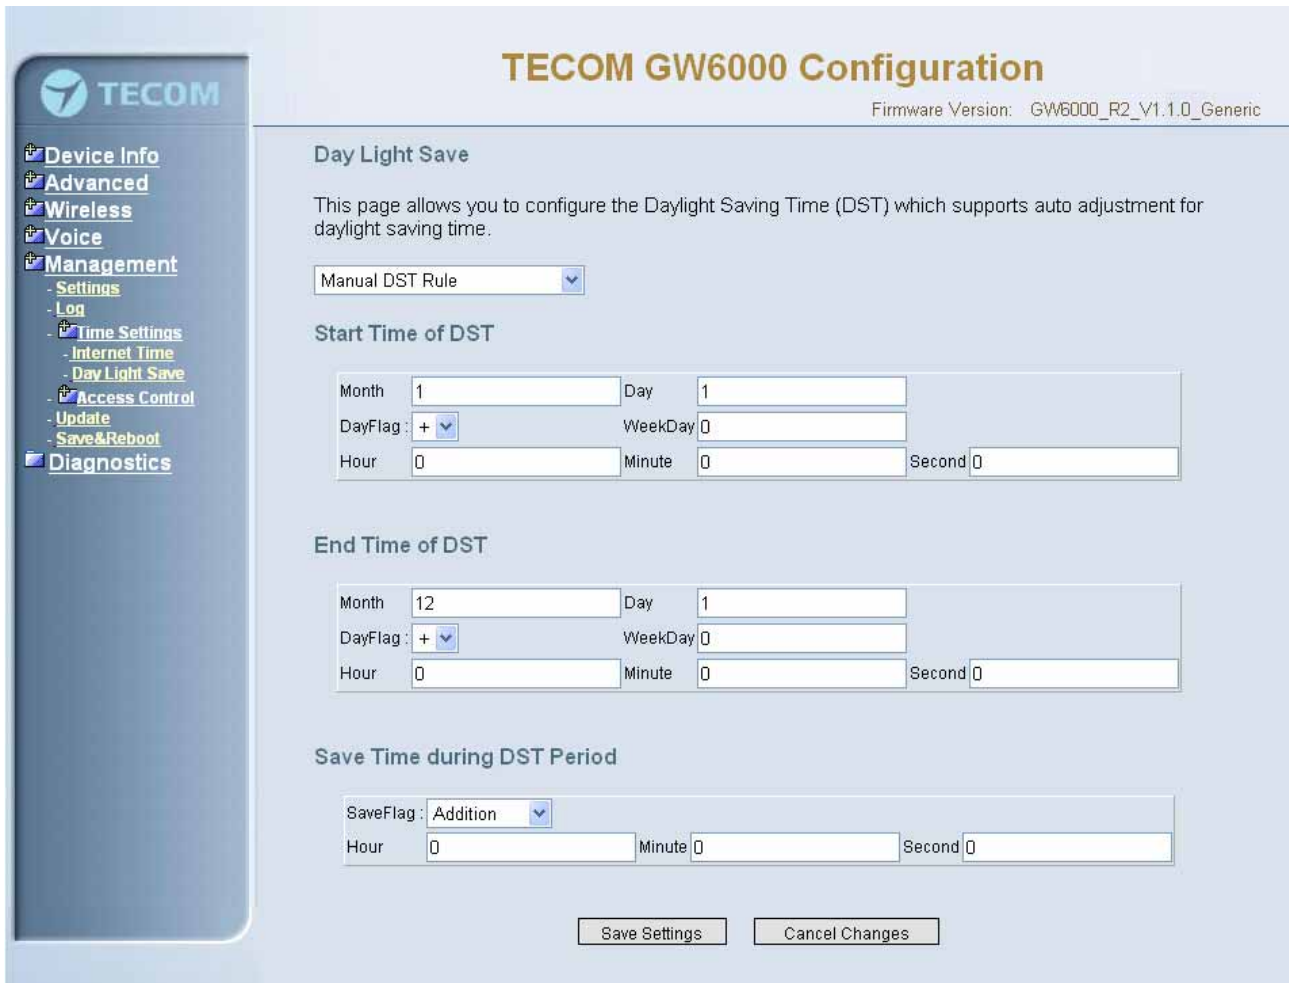 TECOM
TECOM GW6000 Configuration
Firmware Version: GW6000_R2_V1.1.0_Generic
Device Info
Advanced
Wireless
Voice
Management
- Settings
- Log
- Time Settings
- Internet Time
- Day Light Save
- Access Control
- Update
- Save&Reboot
Diagnostics
Day Light Save
This page allows you to configure the Daylight Saving Time (DST) which supports auto adjustment for
daylight saving time.
Manual DST Rule
Start Time of DST
Month 1 Day 1
DayFlag : + WeekDay 0
Hour 0 Minute 0 Second 0
End Time of DST
Month 12 Day 1
DayFlag : + WeekDay 0
Hour 0 Minute 0 Second 0
Save Time during DST Period
SaveFlag : Addition
Hour 0 Minute 0 Second 0
Save Settings Cancel Changes